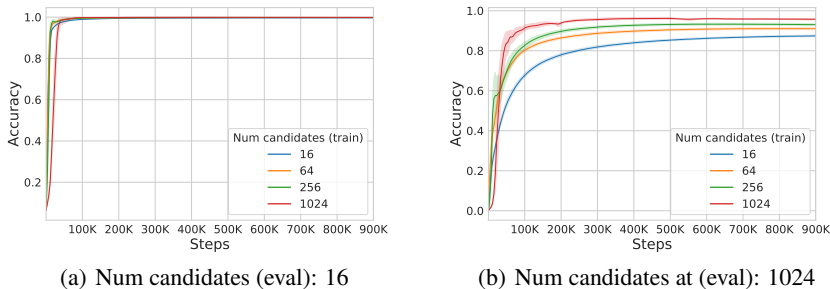 1.0
0.8
0.6
0.4
0.2
Accuracy
Num candidates (train)
16
64
256
1024
100K 200K 300K 400K 500K 600K 700K 800K 900K
Steps
(a) Num candidates (eval): 16
1.0
0.8
0.6
0.4
0.2
0.0
Accuracy
Num candidates (train)
16
64
256
1024
100K 200K 300K 400K 500K 600K 700K 800K 900K
Steps
(b) Num candidates at (eval): 1024